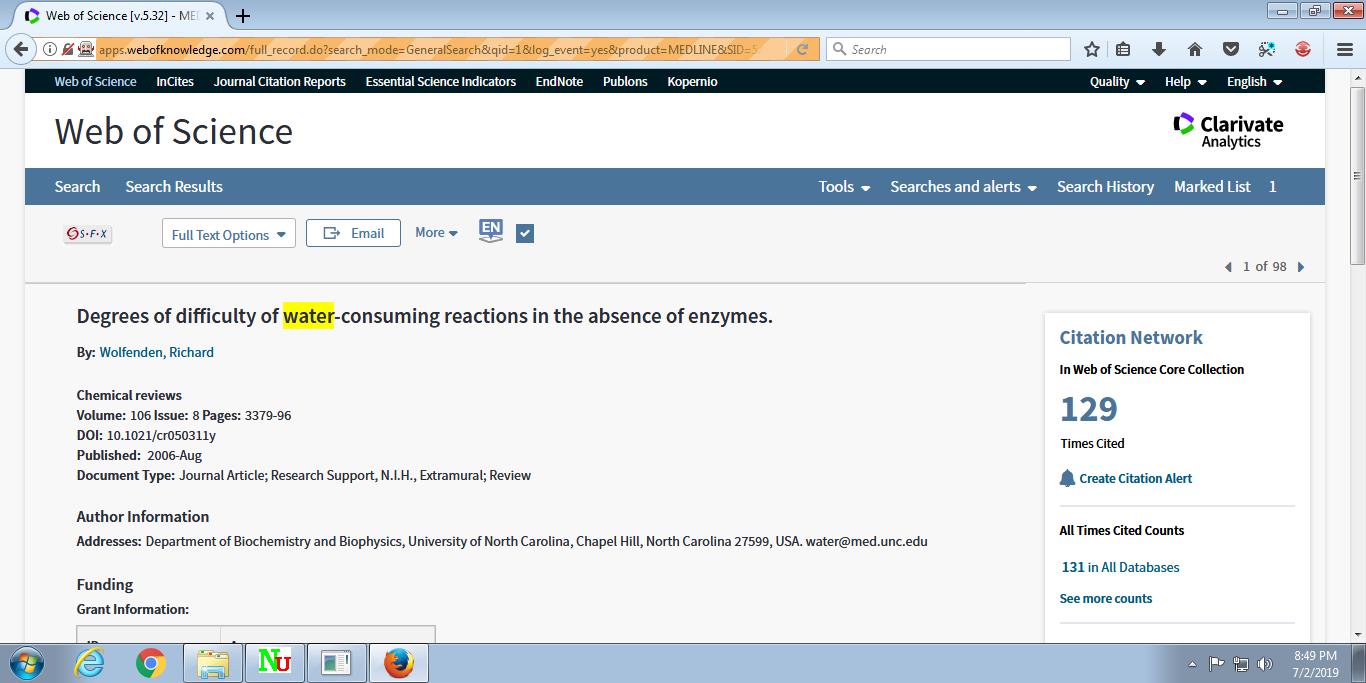 Web of Science [v.5.32] - MED
apps.webofknowledge.com/full_record.do?search_mode=GeneralSearch&qid=1&log_event=yes&product=MEDLINE&SID=5
Search
Web of Science InCites Journal Citation Reports Essential Science Indicators EndNote Publons Kopernio Quality Help English
Web of Science
Clarivate
Analytics
Search Search Results Tools Searches and alerts Search History Marked List 1
S·F·X Full Text Options Email More EN
1 of 98
Degrees of difficulty of water-consuming reactions in the absence of enzymes.
By: Wolfenden, Richard
Chemical reviews
Volume: 106 Issue: 8 Pages: 3379-96
DOI: 10.1021/cr050311y
Published: 2006-Aug
Document Type: Journal Article; Research Support, N.I.H., Extramural; Review
Author Information
Addresses: Department of Biochemistry and Biophysics, University of North Carolina, Chapel Hill, North Carolina 27599, USA. water@med.unc.edu
Funding
Grant Information:
Citation Network
In Web of Science Core Collection
129
Times Cited
Create Citation Alert
All Times Cited Counts
131 in All Databases
See more counts
NU
8:49 PM
7/2/2019